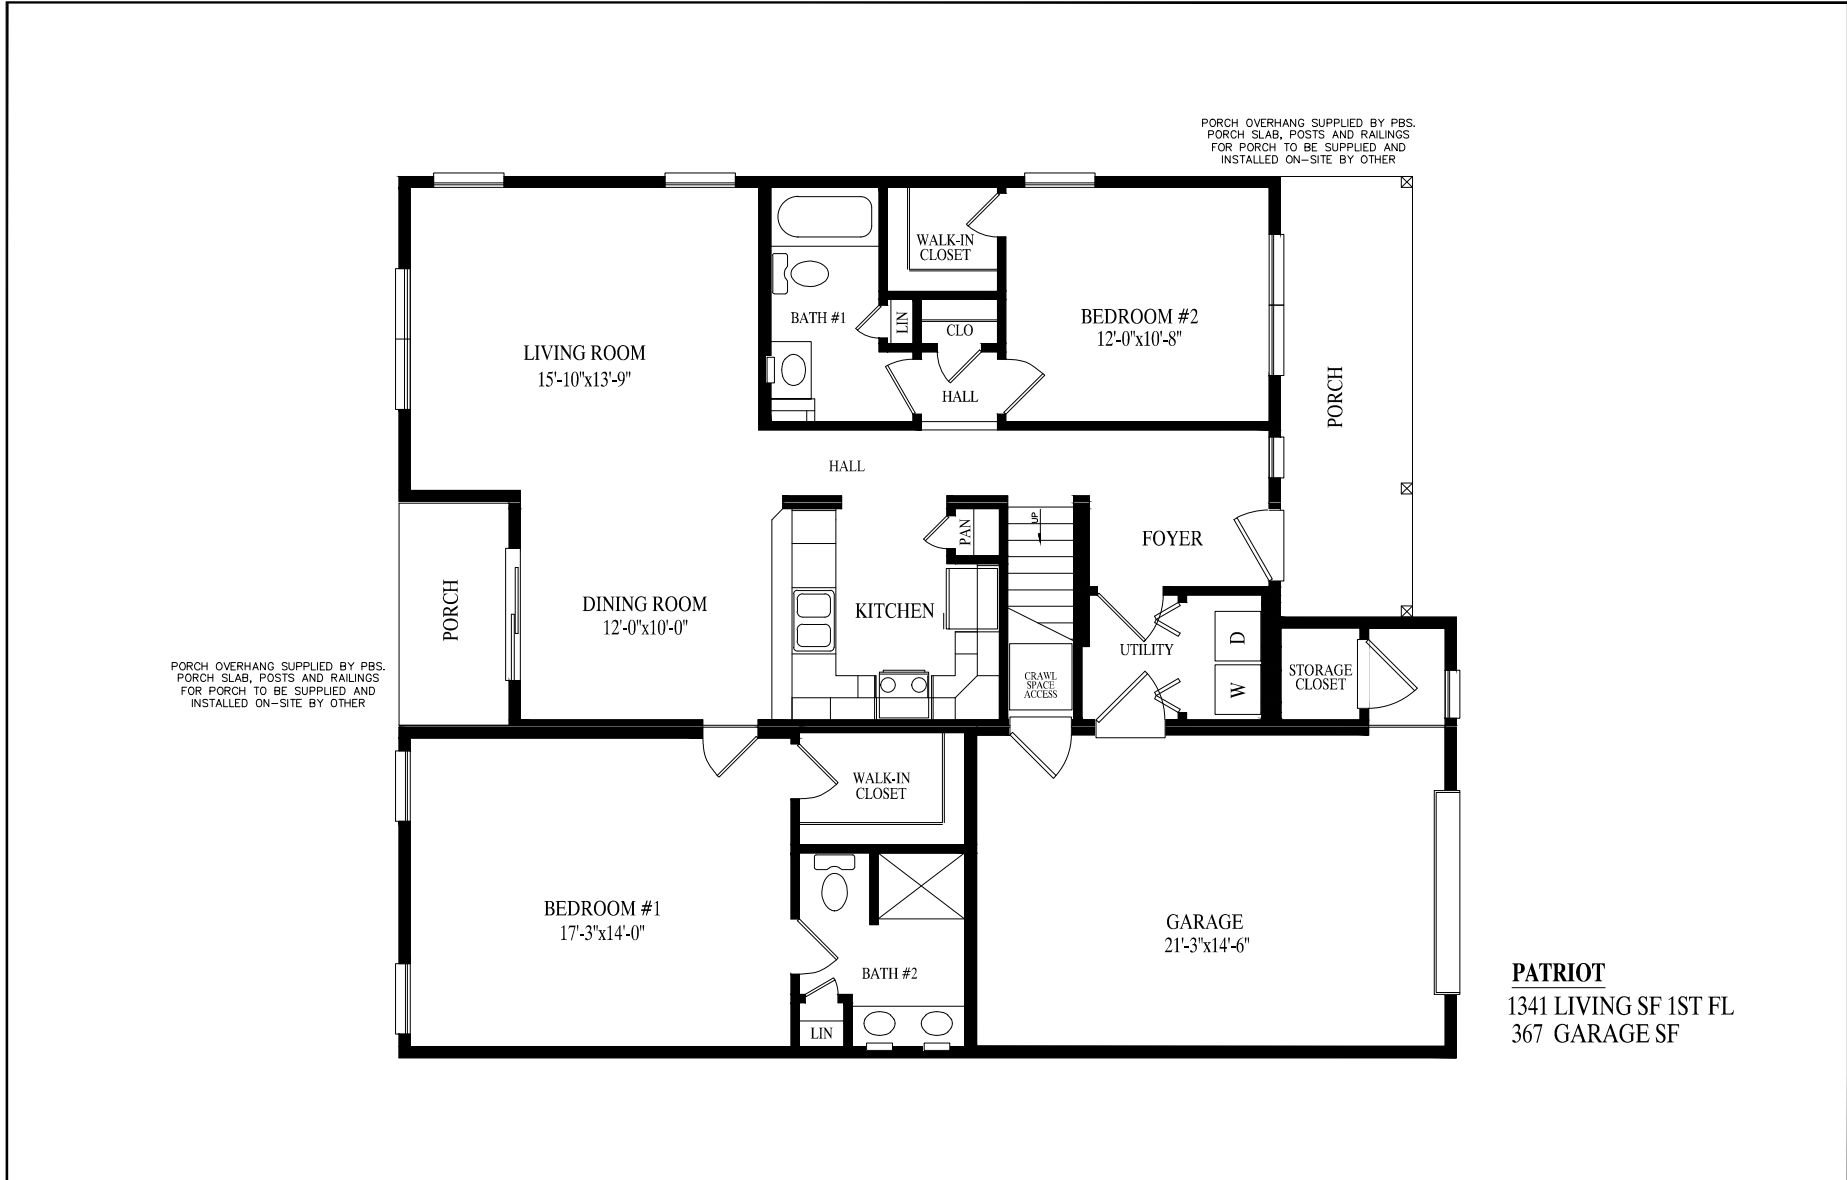 PORCH OVERHANG SUPPLIED BY PBS.
PORCH SLAB, POSTS AND RAILINGS
FOR PORCH TO BE SUPPLIED AND
INSTALLED ON-SITE BY OTHER
WALK-IN
CLOSET
BATH #1
LIN
CLO
BEDROOM #2
12'-0"x10'-8"
LIVING ROOM
15'-10"x13'-9"
HALL
PORCH
HALL
UP
PAN
FOYER
PORCH
DINING ROOM
12'-0"x10'-0"
KITCHEN
UTILITY
D
W
CRAWL
SPACE
ACCESS
STORAGE
CLOSET
PORCH OVERHANG SUPPLIED BY PBS.
PORCH SLAB, POSTS AND RAILINGS
FOR PORCH TO BE SUPPLIED AND
INSTALLED ON-SITE BY OTHER
WALK-IN
CLOSET
BEDROOM #1
17'-3"x14'-0"
BATH #2
LIN
GARAGE
21'-3"x14'-6"
PATRIOT
1341 LIVING SF 1ST FL
367 GARAGE SF